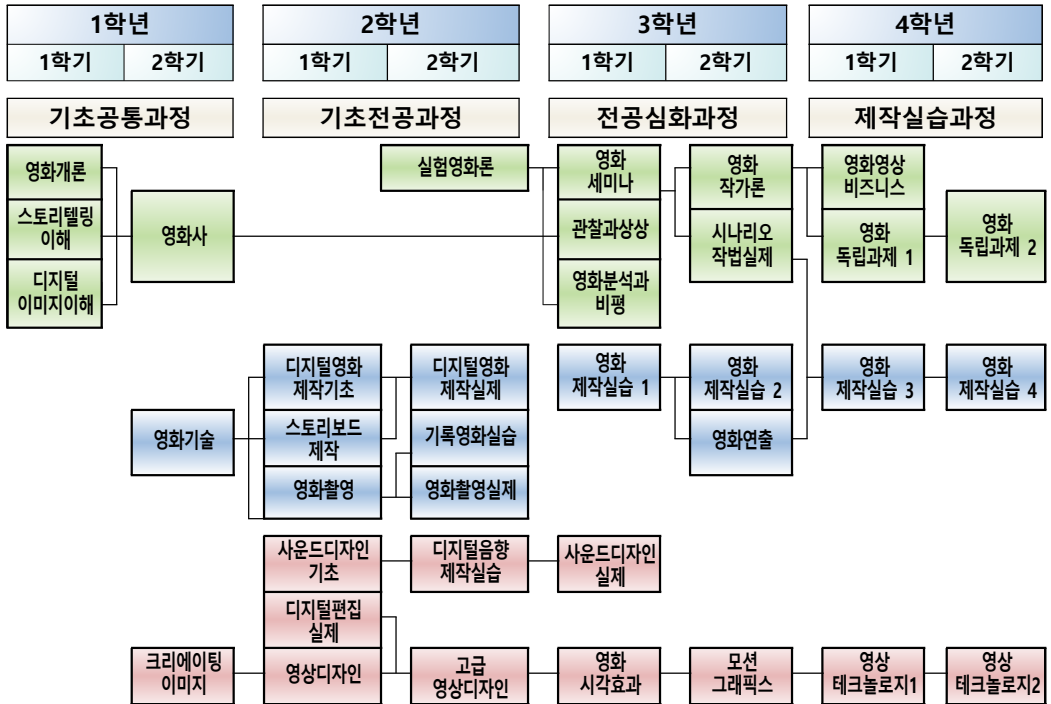 1학년
2학년
3학년
4학년
1학기
2학기
1학기
2학기
1학기
2학기
1학기
2학기
기초공통과정
기초전공과정
전공심화과정
제작실습과정
영화개론
스토리텔링
이해
디지털
이미지이해
영화사
실험영화론
영화
세미나
관찰과상상
영화분석과
비평
영화
작가론
시나리오
작법실제
영화영상
비즈니스
영화
독립과제 1
영화
독립과제 2
영화기술
디지털영화
제작기초
스토리보드
제작
영화촬영
디지털영화
제작실제
기록영화실습
영화촬영실제
영화
제작실습 1
영화
제작실습 2
영화연출
영화
제작실습 3
영화
제작실습 4
사운드디자인
기초
디지털음향
제작실습
사운드디자인
실제
디지털편집
실제
크리에이팅
이미지
영상디자인
고급
영상디자인
영화
시각효과
모션
그래픽스
영상
테크놀로지1
영상
테크놀로지2